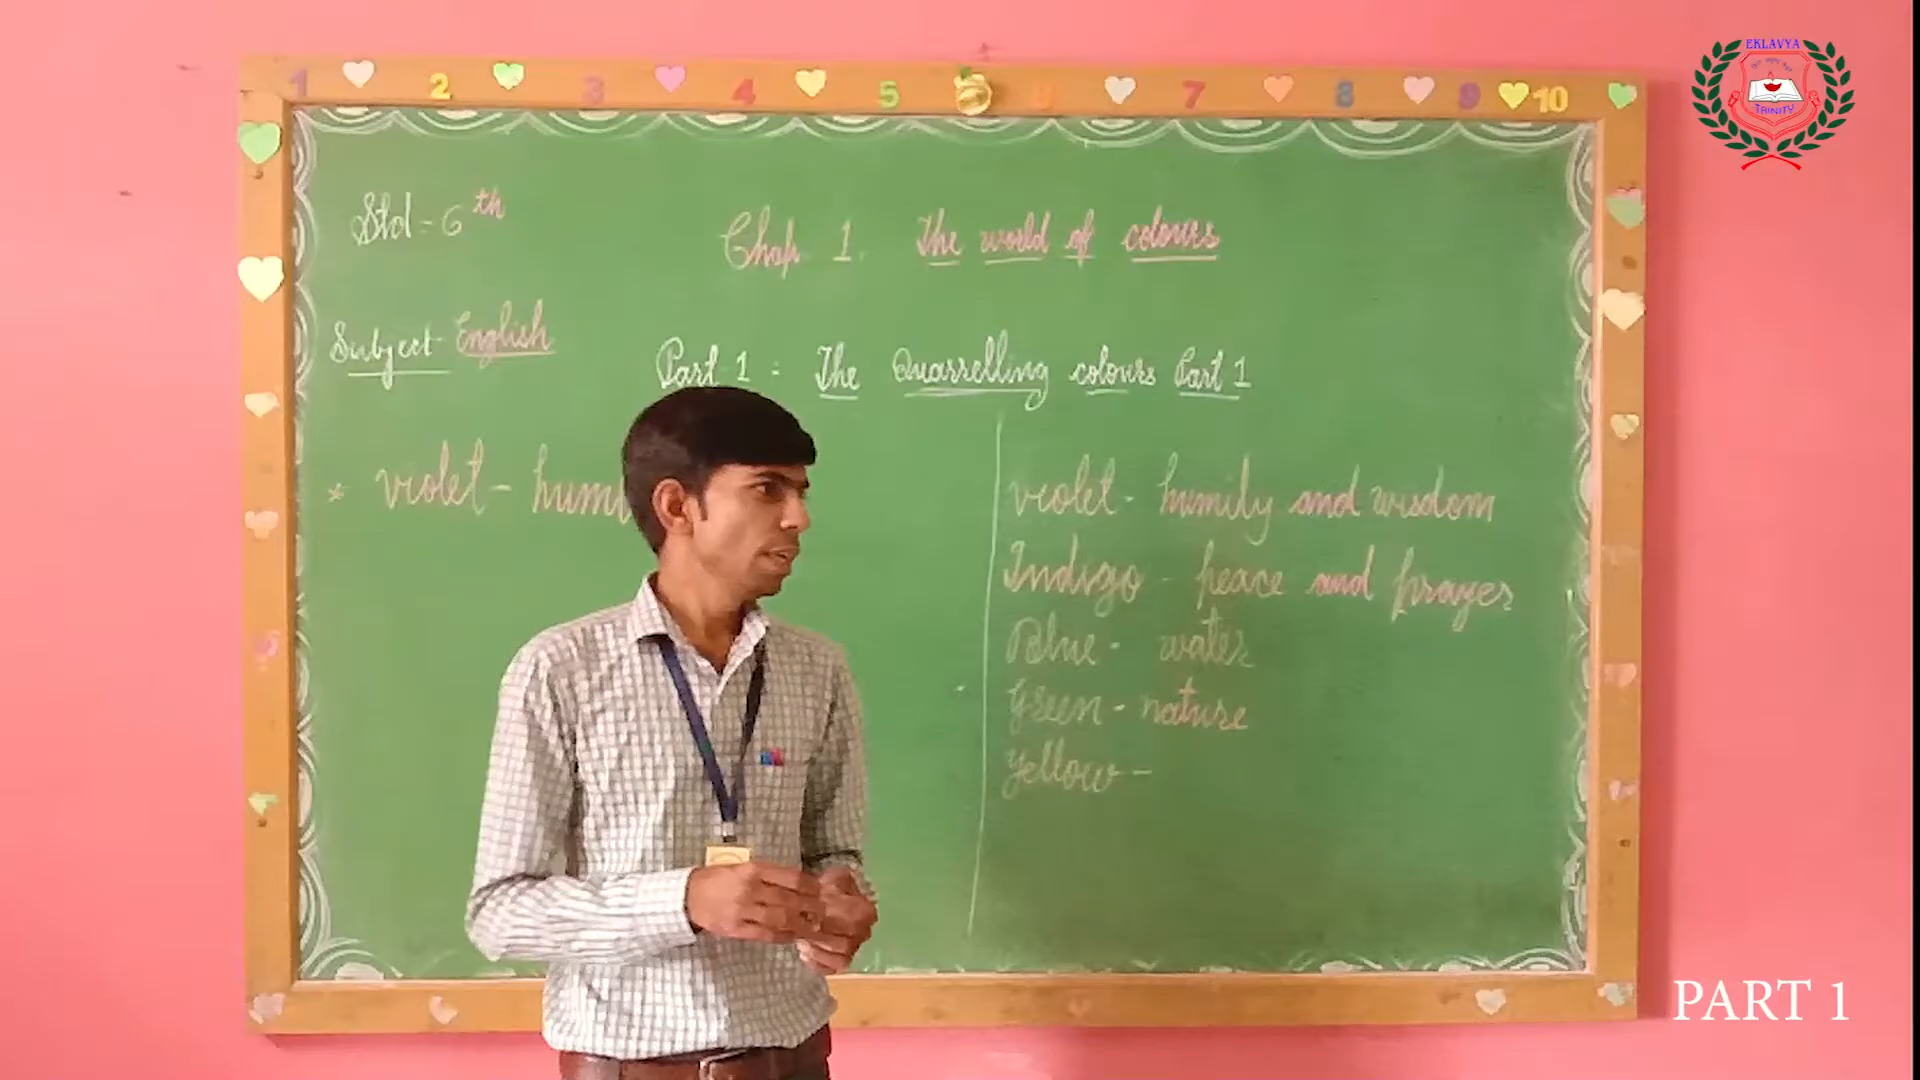 1 2 3 4 5 6 7 8 9 10
EKLAVYA
TRINITY
Std = 6th
Chap 1. The world of colours
Subject - English
Part 1 : The Quarrelling colours Part 1
* violet - humi
violet - humily and wisdom
Indigo - peace and prayer
Blue - water
Green - nature
Yellow -
PART 1